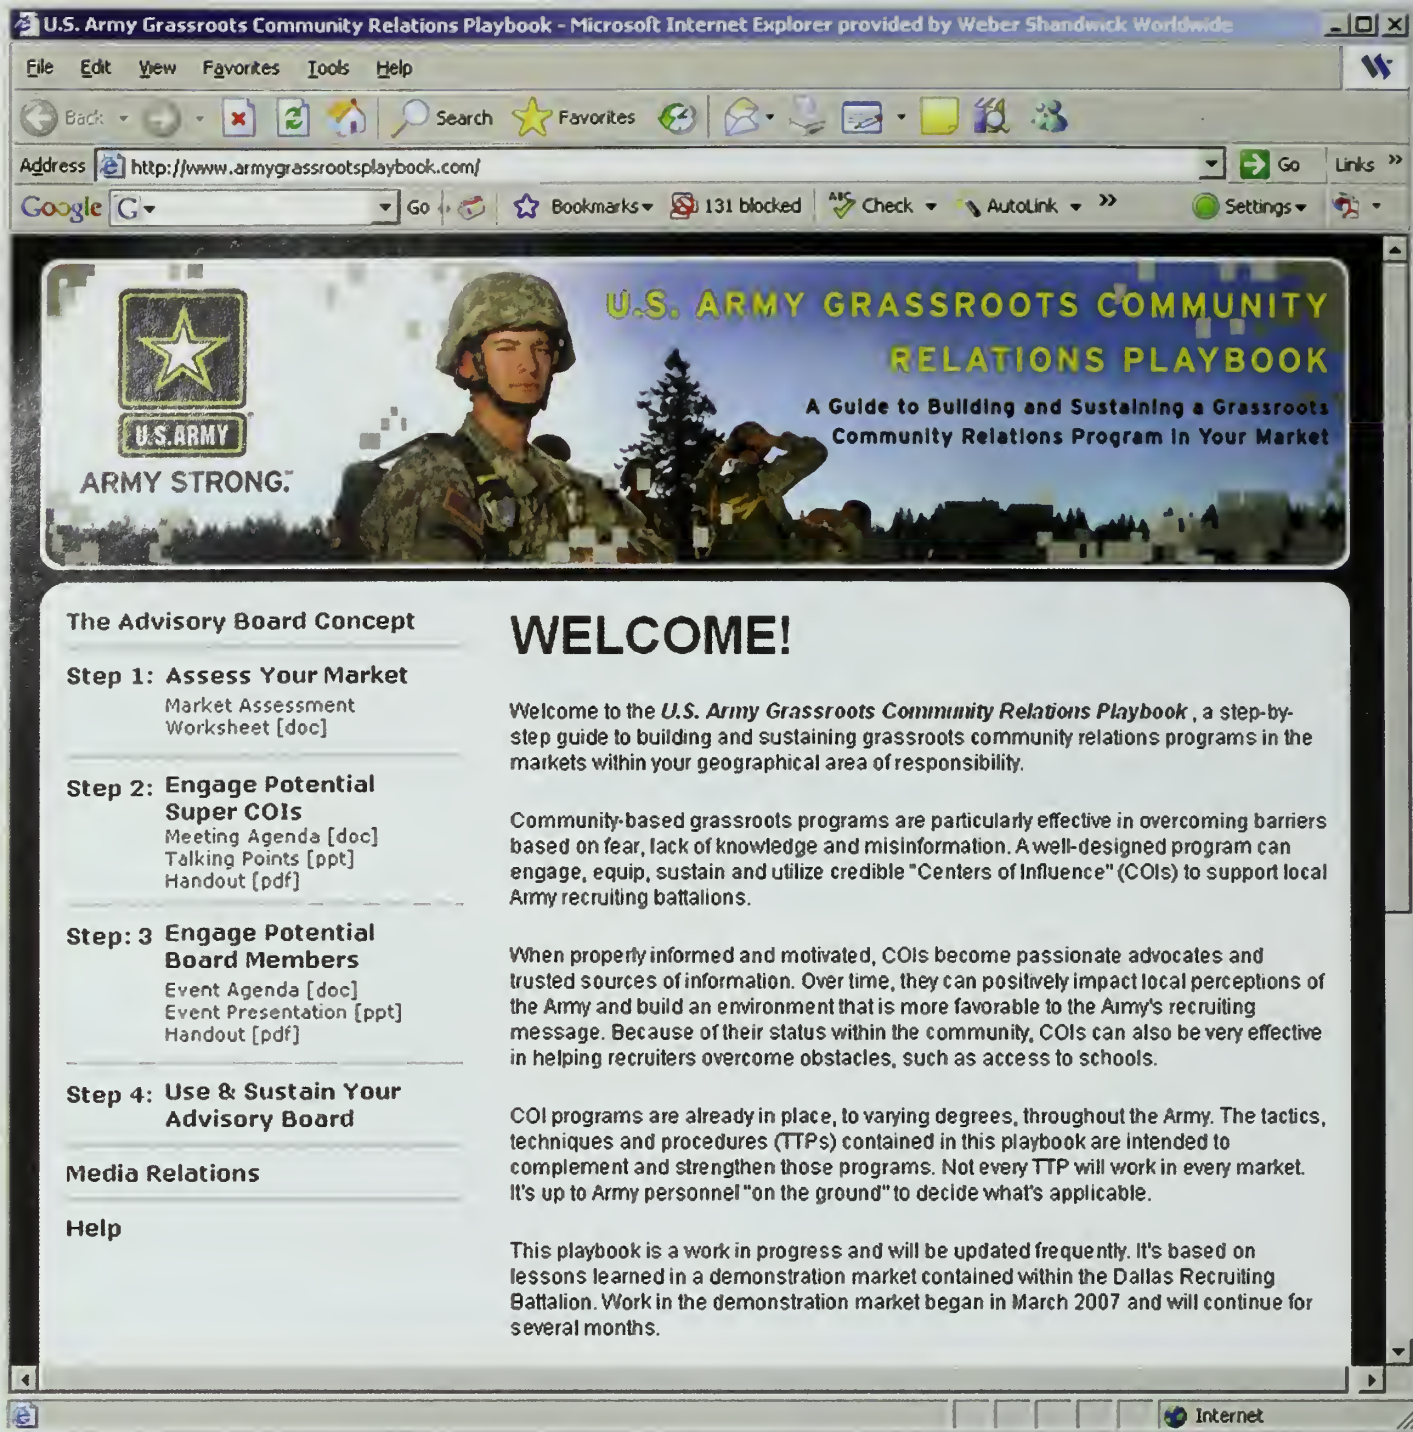 U.S. Army Grassroots Community Relations Playbook - Microsoft Internet Explorer provided by Weber Shandwick Worldwide
File Edit View Favorites Tools Help
Back Search Favorites
Address http://www.armygrassrootsplaybook.com/ Go Links »
Google G Go Bookmarks 131 blocked ABC Check AutoLink » Settings
U.S. ARMY GRASSROOTS COMMUNITY
RELATIONS PLAYBOOK
A Guide to Building and Sustaining a Grassroots
Community Relations Program in Your Market
U.S. ARMY
ARMY STRONG.™
The Advisory Board Concept
Step 1: Assess Your Market
Market Assessment
Worksheet [doc]
Step 2: Engage Potential
Super COIs
Meeting Agenda [doc]
Talking Points [ppt]
Handout [pdf]
Step: 3 Engage Potential
Board Members
Event Agenda [doc]
Event Presentation [ppt]
Handout [pdf]
Step 4: Use & Sustain Your
Advisory Board
Media Relations
Help
WELCOME!
Welcome to the U.S. Army Grassroots Community Relations Playbook , a step-by-
step guide to building and sustaining grassroots community relations programs in the
markets within your geographical area of responsibility.
Community-based grassroots programs are particularly effective in overcoming barriers
based on fear, lack of knowledge and misinformation. A well-designed program can
engage, equip, sustain and utilize credible "Centers of Influence" (COIs) to support local
Army recruiting battalions.
When properly informed and motivated, COIs become passionate advocates and
trusted sources of information. Over time, they can positively impact local perceptions of
the Army and build an environment that is more favorable to the Army's recruiting
message. Because of their status within the community, COIs can also be very effective
in helping recruiters overcome obstacles, such as access to schools.
COI programs are already in place, to varying degrees, throughout the Army. The tactics,
techniques and procedures (TTPs) contained in this playbook are intended to
complement and strengthen those programs. Not every TTP will work in every market.
It's up to Army personnel "on the ground" to decide what's applicable.
This playbook is a work in progress and will be updated frequently. It's based on
lessons learned in a demonstration market contained within the Dallas Recruiting
Battalion. Work in the demonstration market began in March 2007 and will continue for
several months.
Internet